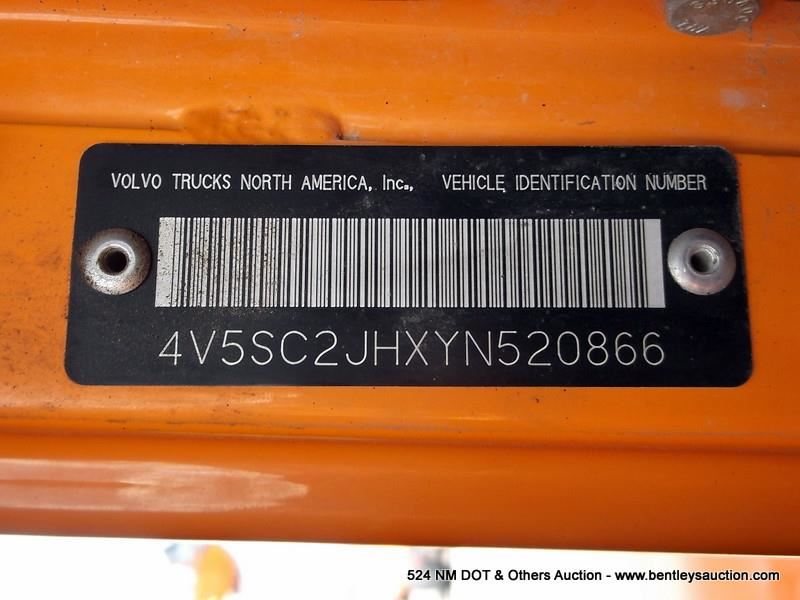 VOLVO TRUCKS NORTH AMERICA, Inc., VEHICLE IDENTIFICATION NUMBER
4V5SC2JHXYN520866
524 NM DOT & Others Auction - www.bentleysauction.com